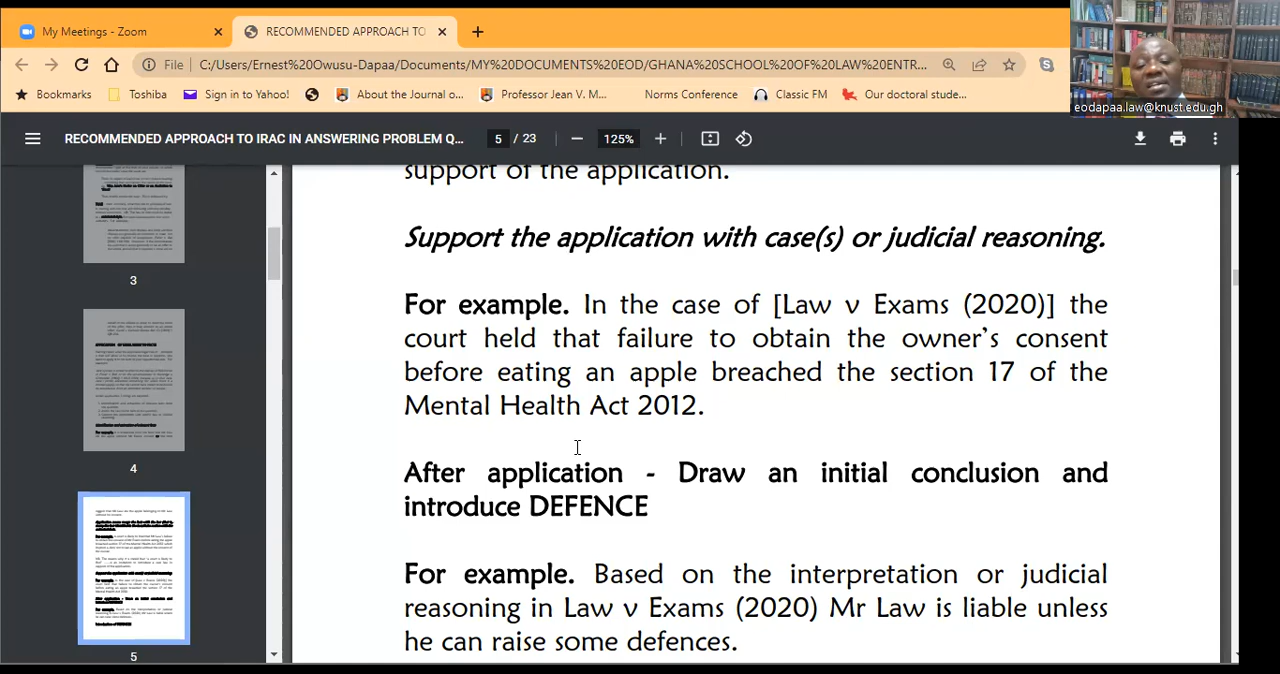 My Meetings - Zoom
RECOMMENDED APPROACH TO
File
C:/Users/Ernest%20Owusu-Dapaa/Documents/MY%20DOCUMENTS%20EOD/GHANA%20SCHOOL%20OF%20LAW%20ENTR...
Bookmarks
Toshiba
Sign in to Yahoo!
About the Journal o...
Professor Jean V. M...
Norms Conference
Classic FM
Our doctoral stude...
eodapaa.law@knust.edu.gh
RECOMMENDED APPROACH TO IRAC IN ANSWERING PROBLEM Q...
5 / 23
125%
3
4
5
support of the application.
Support the application with case(s) or judicial reasoning.
For example. In the case of [Law v Exams (2020)] the
court held that failure to obtain the owner's consent
before eating an apple breached the section 17 of the
Mental Health Act 2012.
After application - Draw an initial conclusion and
introduce DEFENCE
For example. Based on the interpretation or judicial
reasoning in Law v Exams (2020) Mr Law is liable unless
he can raise some defences.